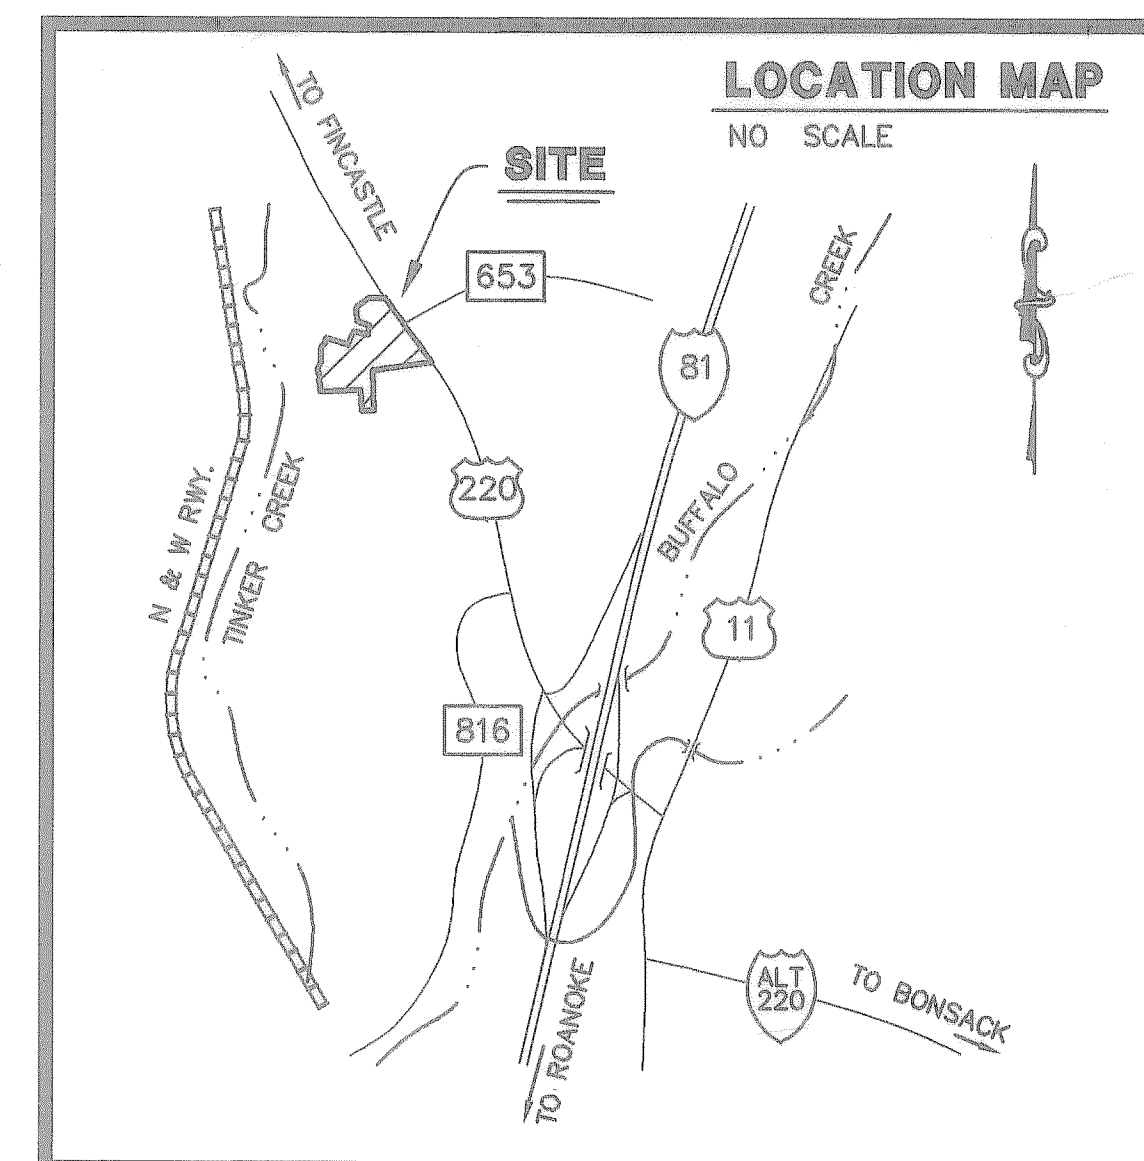 LOCATION MAP
NO SCALE
TO FINCASTLE
SITE
653
CREEK
81
220
BUFFALO
N & W RWY.
TINKER CREEK
11
816
ALT
220
TO BONSACK
TO ROANOKE